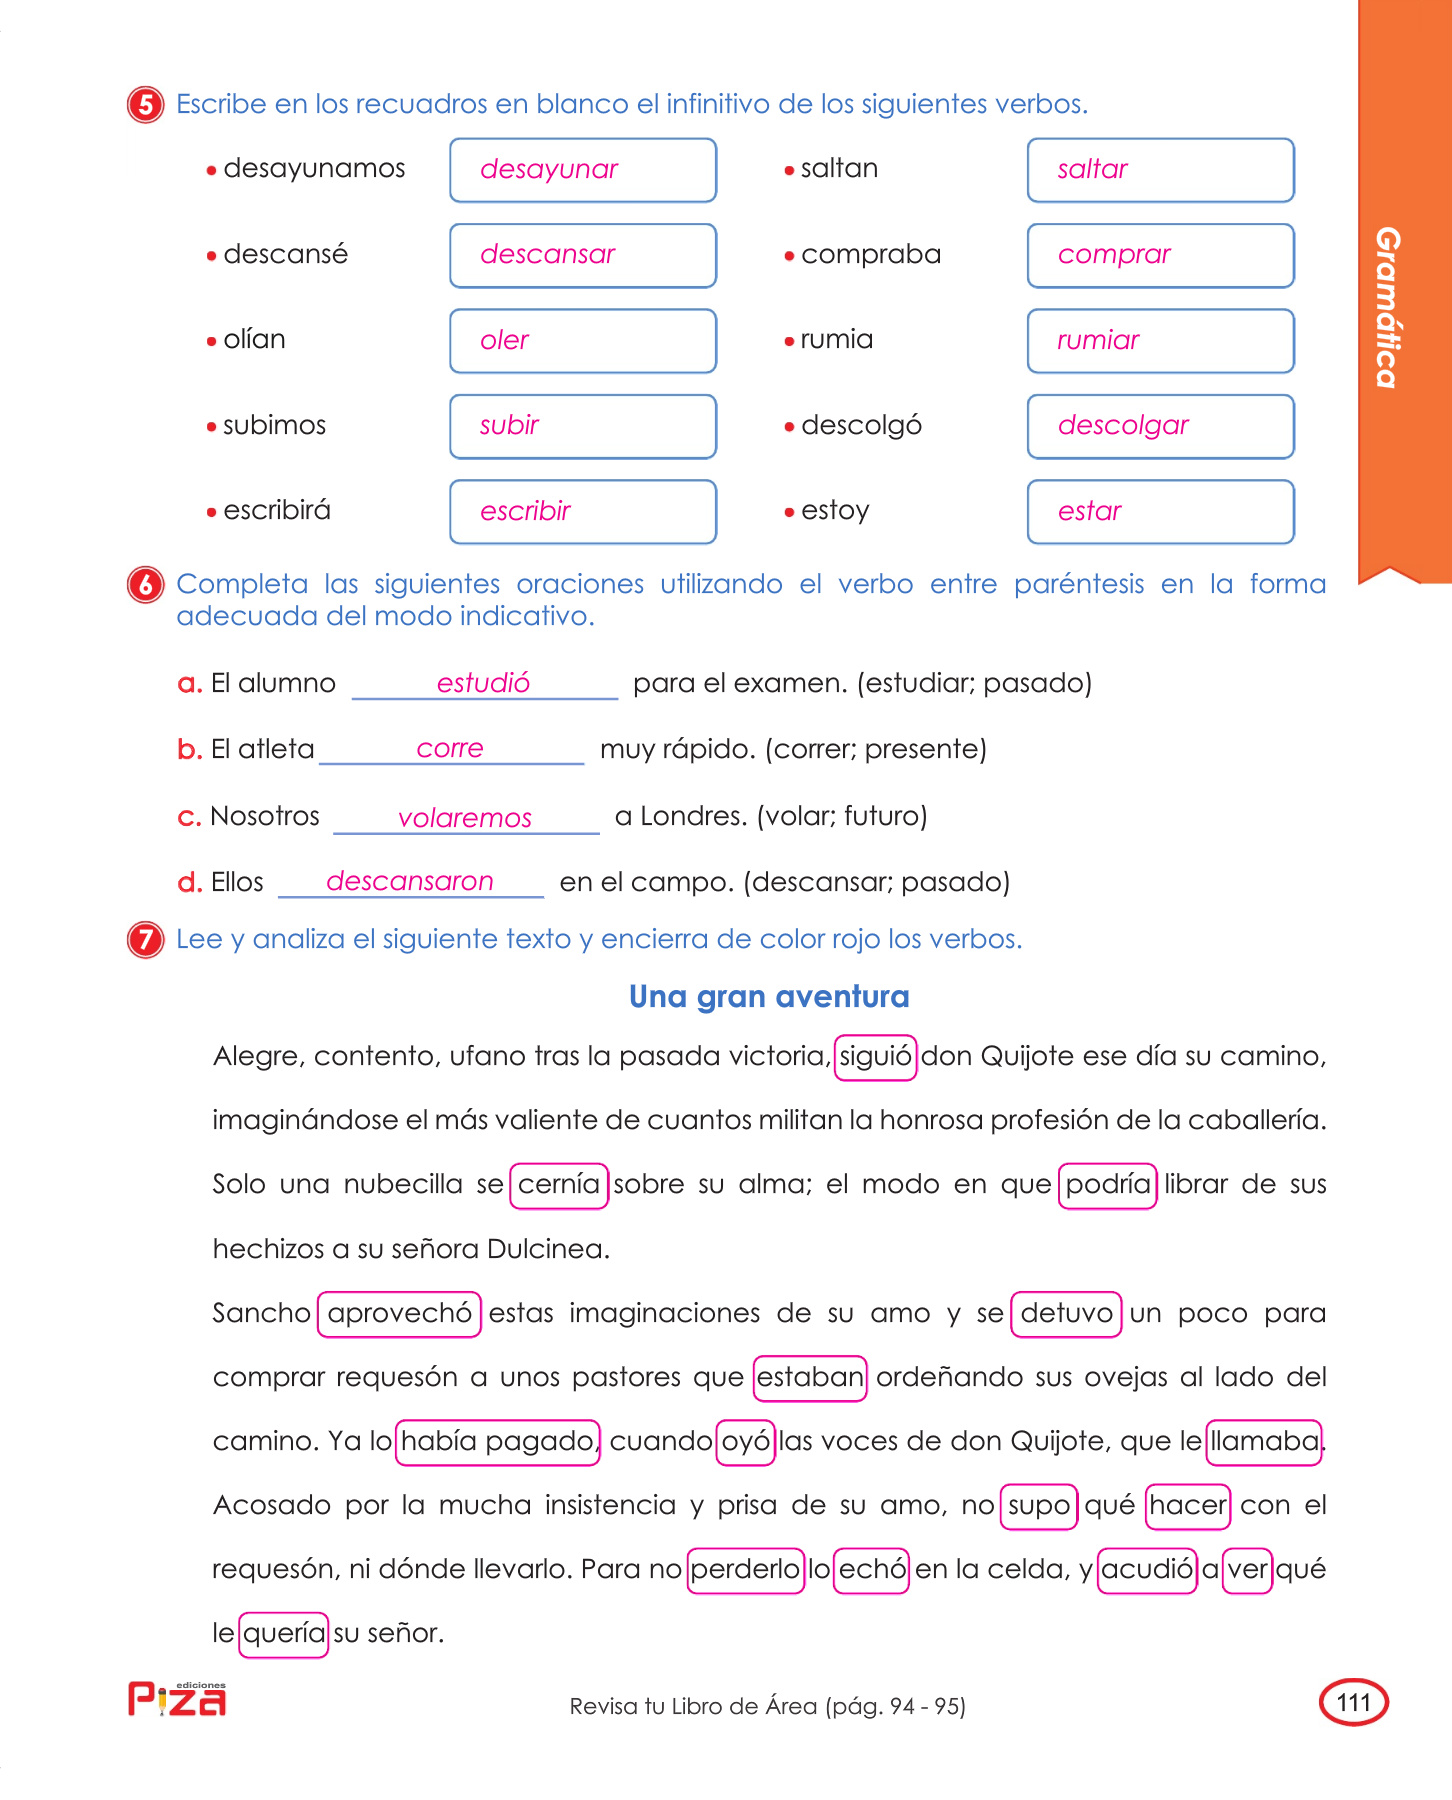 5 Escribe en los recuadros en blanco el infinitivo de los siguientes verbos.
• desayunamos desayunar • saltan saltar
• descansé descansar • compraba comprar
• olían oler • rumia rumiar
• subimos subir • descolgó descolgar
• escribirá escribir • estoy estar
Gramática
6 Completa las siguientes oraciones utilizando el verbo entre paréntesis en la forma
adecuada del modo indicativo.
a. El alumno estudió para el examen. (estudiar; pasado)
b. El atleta corre muy rápido. (correr; presente)
c. Nosotros volaremos a Londres. (volar; futuro)
d. Ellos descansaron en el campo. (descansar; pasado)
7 Lee y analiza el siguiente texto y encierra de color rojo los verbos.
Una gran aventura
Alegre, contento, ufano tras la pasada victoria, siguió don Quijote ese día su camino,
imaginándose el más valiente de cuantos militan la honrosa profesión de la caballería.
Solo una nubecilla se cernía sobre su alma; el modo en que podría librar de sus
hechizos a su señora Dulcinea.
Sancho aprovechó estas imaginaciones de su amo y se detuvo un poco para
comprar requesón a unos pastores que estaban ordeñando sus ovejas al lado del
camino. Ya lo había pagado, cuando oyó las voces de don Quijote, que le llamaba.
Acosado por la mucha insistencia y prisa de su amo, no supo qué hacer con el
requesón, ni dónde llevarlo. Para no perderlo lo echó en la celda, y acudió a ver qué
le quería su señor.
ediciones
PIZA
Revisa tu Libro de Área (pág. 94 - 95)
111